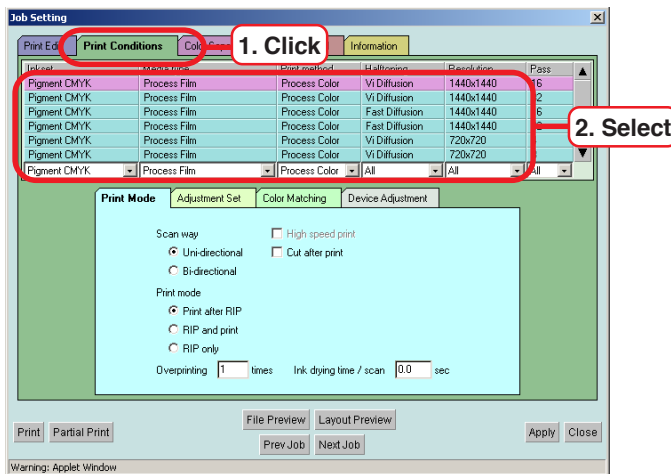 Job Setting
Print Ed Print Conditions Color Sepa 1. Click Information
Inkset Media type Print method Halftoning Resolution Pass
Pigment CMYK Process Film Process Color Vi Diffusion 1440x1440 16
Pigment CMYK Process Film Process Color Vi Diffusion 1440x1440
Pigment CMYK Process Film Process Color Fast Diffusion 1440x1440
Pigment CMYK Process Film Process Color Fast Diffusion 1440x1440
2. Select
Pigment CMYK Process Film Process Color Vi Diffusion 720x720
Pigment CMYK Process Film Process Color Vi Diffusion 720x720
Pigment CMYK Process Film Process Color All All All
Print Mode Adjustment Set Color Matching Device Adjustment
Scan way High speed print
Uni-directional Cut after print
Bi-directional
Print mode
Print after RIP
RIP and print
RIP only
Overprinting 1 times Ink drying time / scan 0.0 sec
File Preview Layout Preview
Print Partial Print Apply Close
Prev Job Next Job
Warning: Applet Window